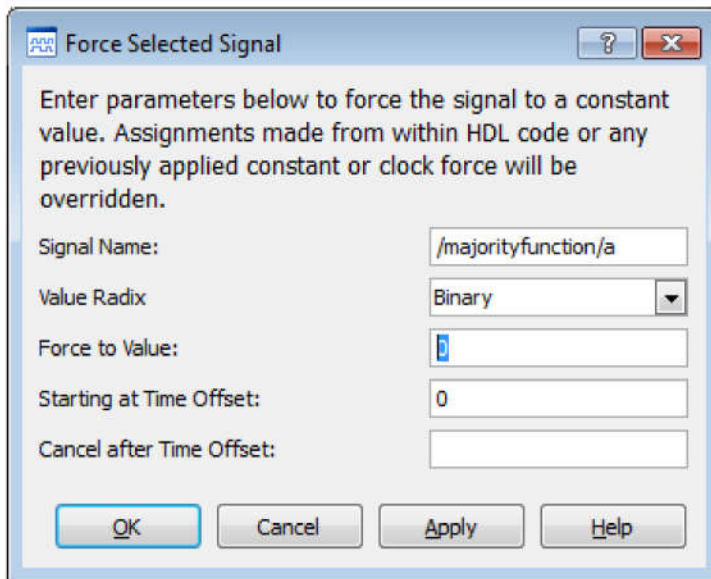 Force Selected Signal
Enter parameters below to force the signal to a constant
value. Assignments made from within HDL code or any
previously applied constant or clock force will be
overridden.
Signal Name: /majorityfunction/a
Value Radix Binary
Force to Value: 0
Starting at Time Offset: 0
Cancel after Time Offset:
OK Cancel Apply Help